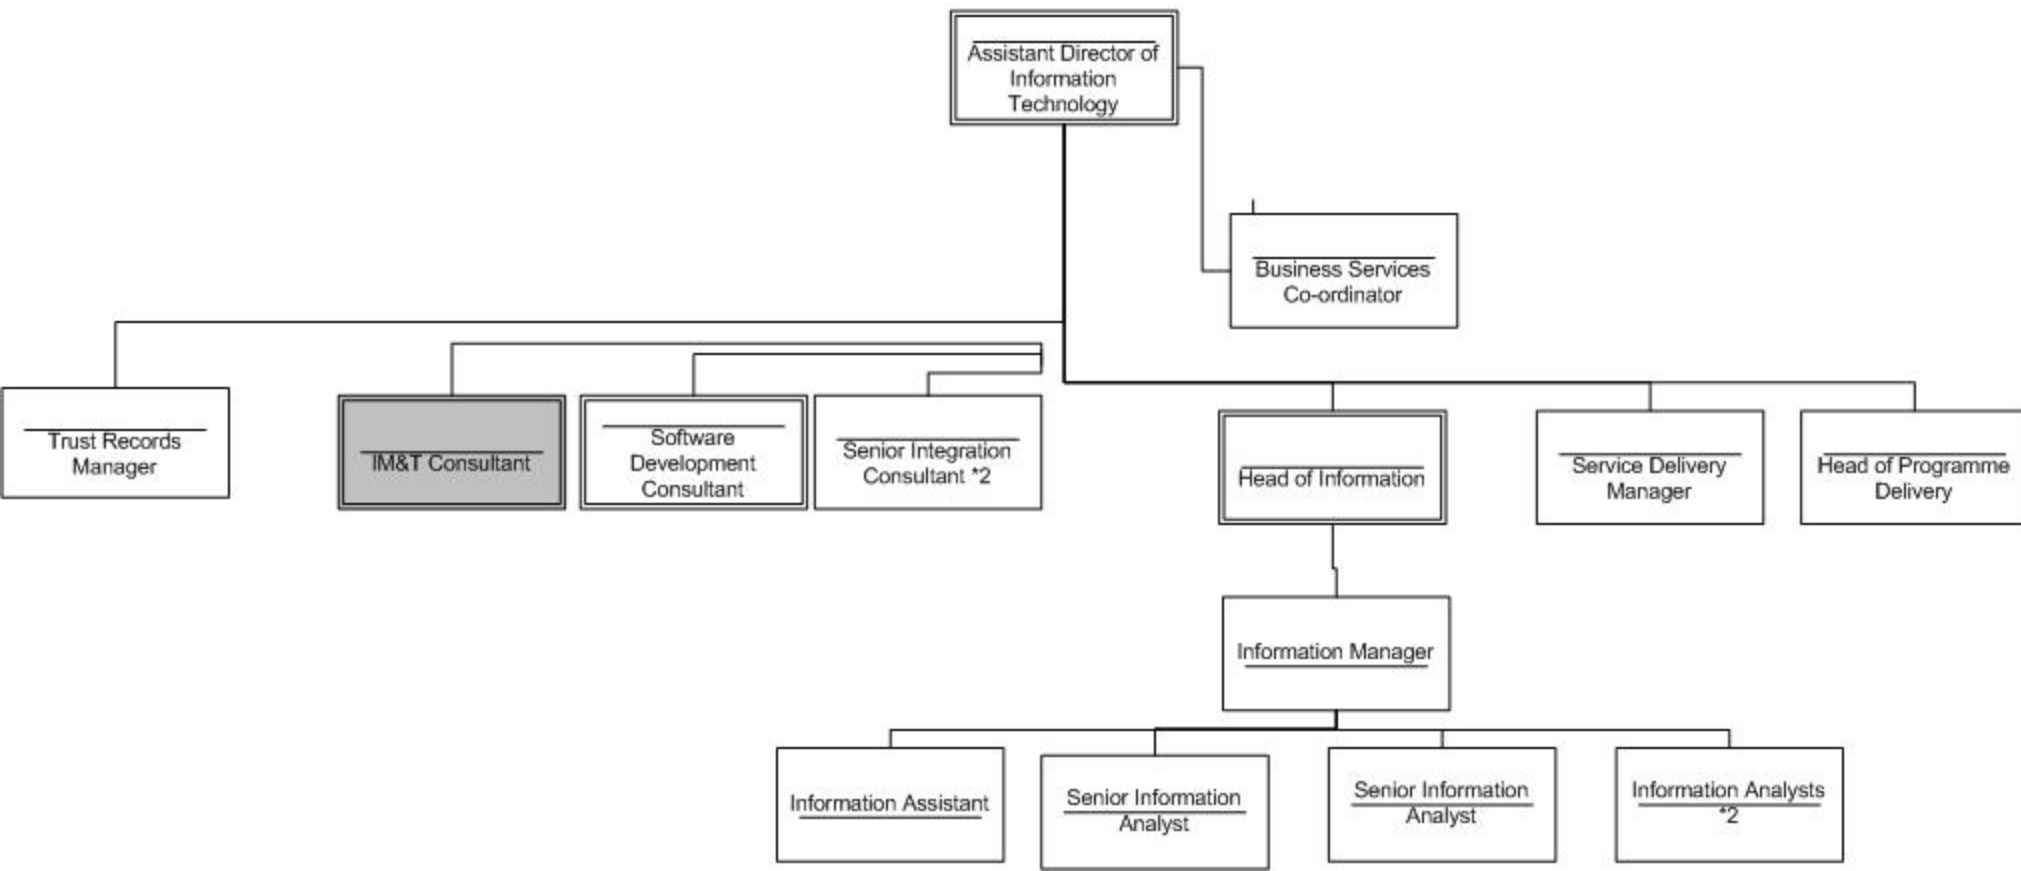 Assistant Director of
Information
Technology
Business Services
Co-ordinator
Trust Records
Manager
IM&T Consultant
Software
Development
Consultant
Senior Integration
Consultant *2
Head of Information
Service Delivery
Manager
Head of Programme
Delivery
Information Manager
Information Assistant
Senior Information
Analyst
Senior Information
Analyst
Information Analysts
*2